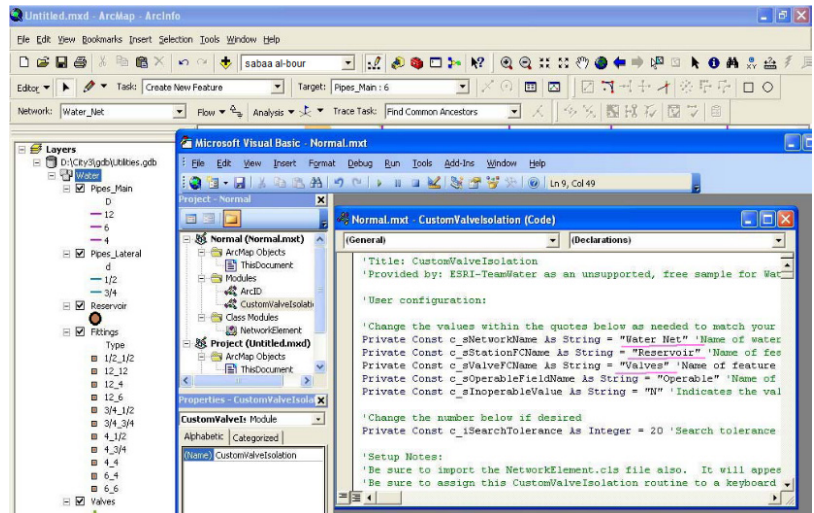 Untitled.mxd - ArcMap - ArcInfo
File Edit View Bookmarks Insert Selection Tools Window Help
sabaa al-bour
Editor Task: Create New Feature Target: Pipes_Main : 6
Network: Water_Net Flow Analysis Trace Task: Find Common Ancestors
Layers
D:\City3\gdb\Utilities.gdb
Water
Pipes_Main
D
12
6
4
Pipes_Lateral
d
1/2
3/4
Reservoir
Fittings
Type
1/2_1/2
12_12
12_4
12_6
3/4_1/2
3/4_3/4
4_1/2
4_3/4
4_4
6_4
6_6
Valves
Microsoft Visual Basic - Normal.mxt
File Edit View Insert Format Debug Run Tools Add-Ins Window Help
Ln 9, Col 49
Project - Normal
Normal (Normal.mxt)
ArcMap Objects
ThisDocument
Modules
ArcID
CustomValveIsolati
Class Modules
NetworkElement
Project (Untitled.mxd)
ArcMap Objects
ThisDocument
Properties - CustomValveIsola
CustomValveI: Module
Alphabetic Categorized
(Name) CustomValveIsolation
Normal.mxt - CustomValveIsolation (Code)
(General) (Declarations)
'Title: CustomValveIsolation
'Provided by: ESRI-TeamWater as an unsupported, free sample for Wat
'User configuration:
'Change the values within the quotes below as needed to match your
Private Const c_sNetworkName As String = "Water Net" 'Name of water
Private Const c_sStationFCName As String = "Reservoir" 'Name of fea
Private Const c_sValveFCName As String = "Valves" 'Name of feature
Private Const c_sOperableFieldName As String = "Operable" 'Name of
Private Const c_sInoperableValue As String = "N" 'Indicates the val
'Change the number below if desired
Private Const c_iSearchTolerance As Integer = 20 'Search tolerance
'Setup Notes:
'Be sure to import the NetworkElement.cls file also. It will appea
'Be sure to assign this CustomValveIsolation routine to a keyboard